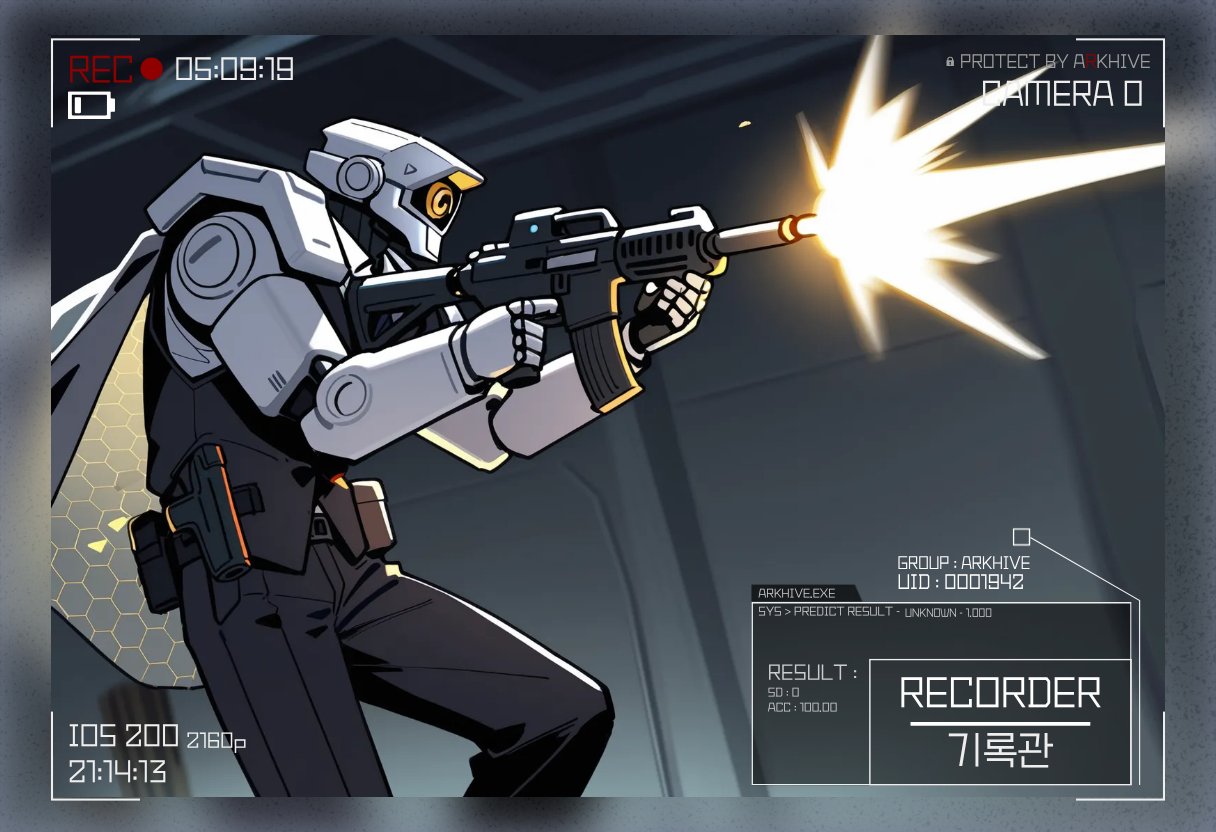 REC 05:09:19
PROTECT BY ARKHIVE
CAMERA 0
GROUP : ARKHIVE
UID : 0001942
ARKHIVE.EXE
SYS > PREDICT RESULT - UNKNOWN - 1.000
RESULT :
SD : 0
ACC : 100.00
RECORDER
기록관
IOS 200 2160p
21:14:13